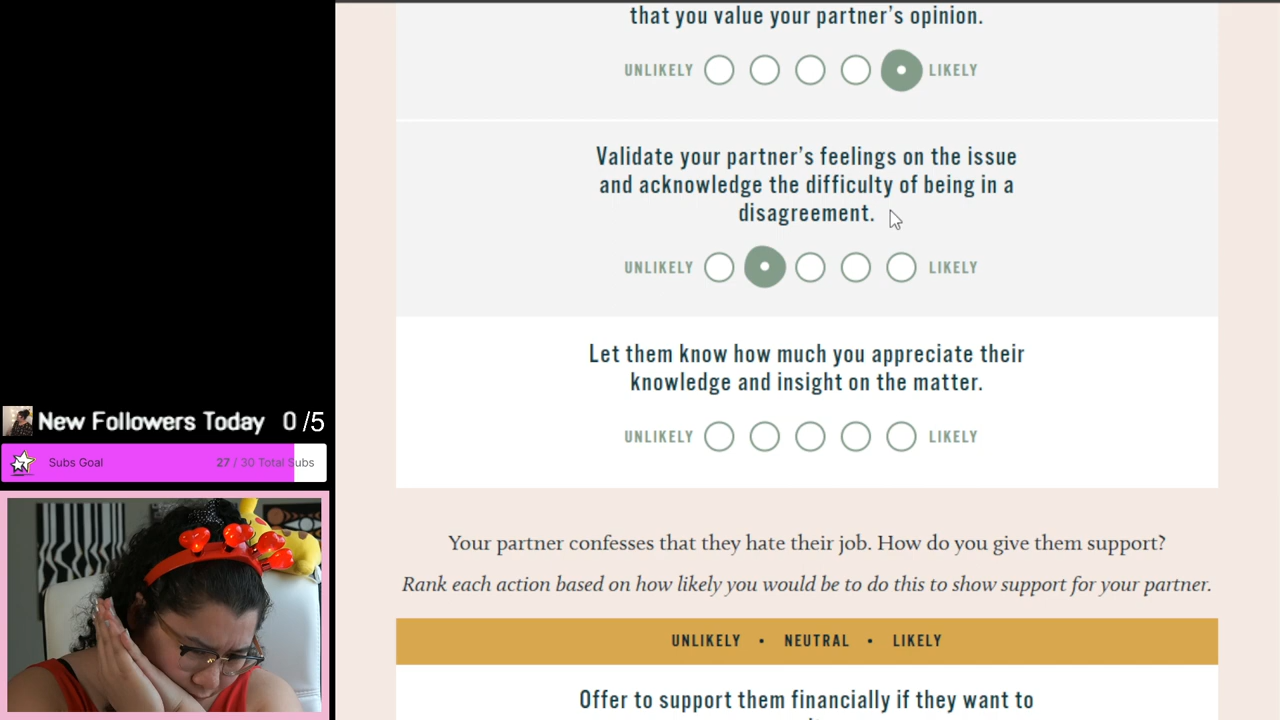 that you value your partner's opinion.
UNLIKELY LIKELY
Validate your partner's feelings on the issue
and acknowledge the difficulty of being in a
disagreement.
UNLIKELY LIKELY
Let them know how much you appreciate their
knowledge and insight on the matter.
UNLIKELY LIKELY
New Followers Today 0 /5
Subs Goal 27 / 30 Total Subs
Your partner confesses that they hate their job. How do you give them support?
Rank each action based on how likely you would be to do this to show support for your partner.
UNLIKELY • NEUTRAL • LIKELY
Offer to support them financially if they want to